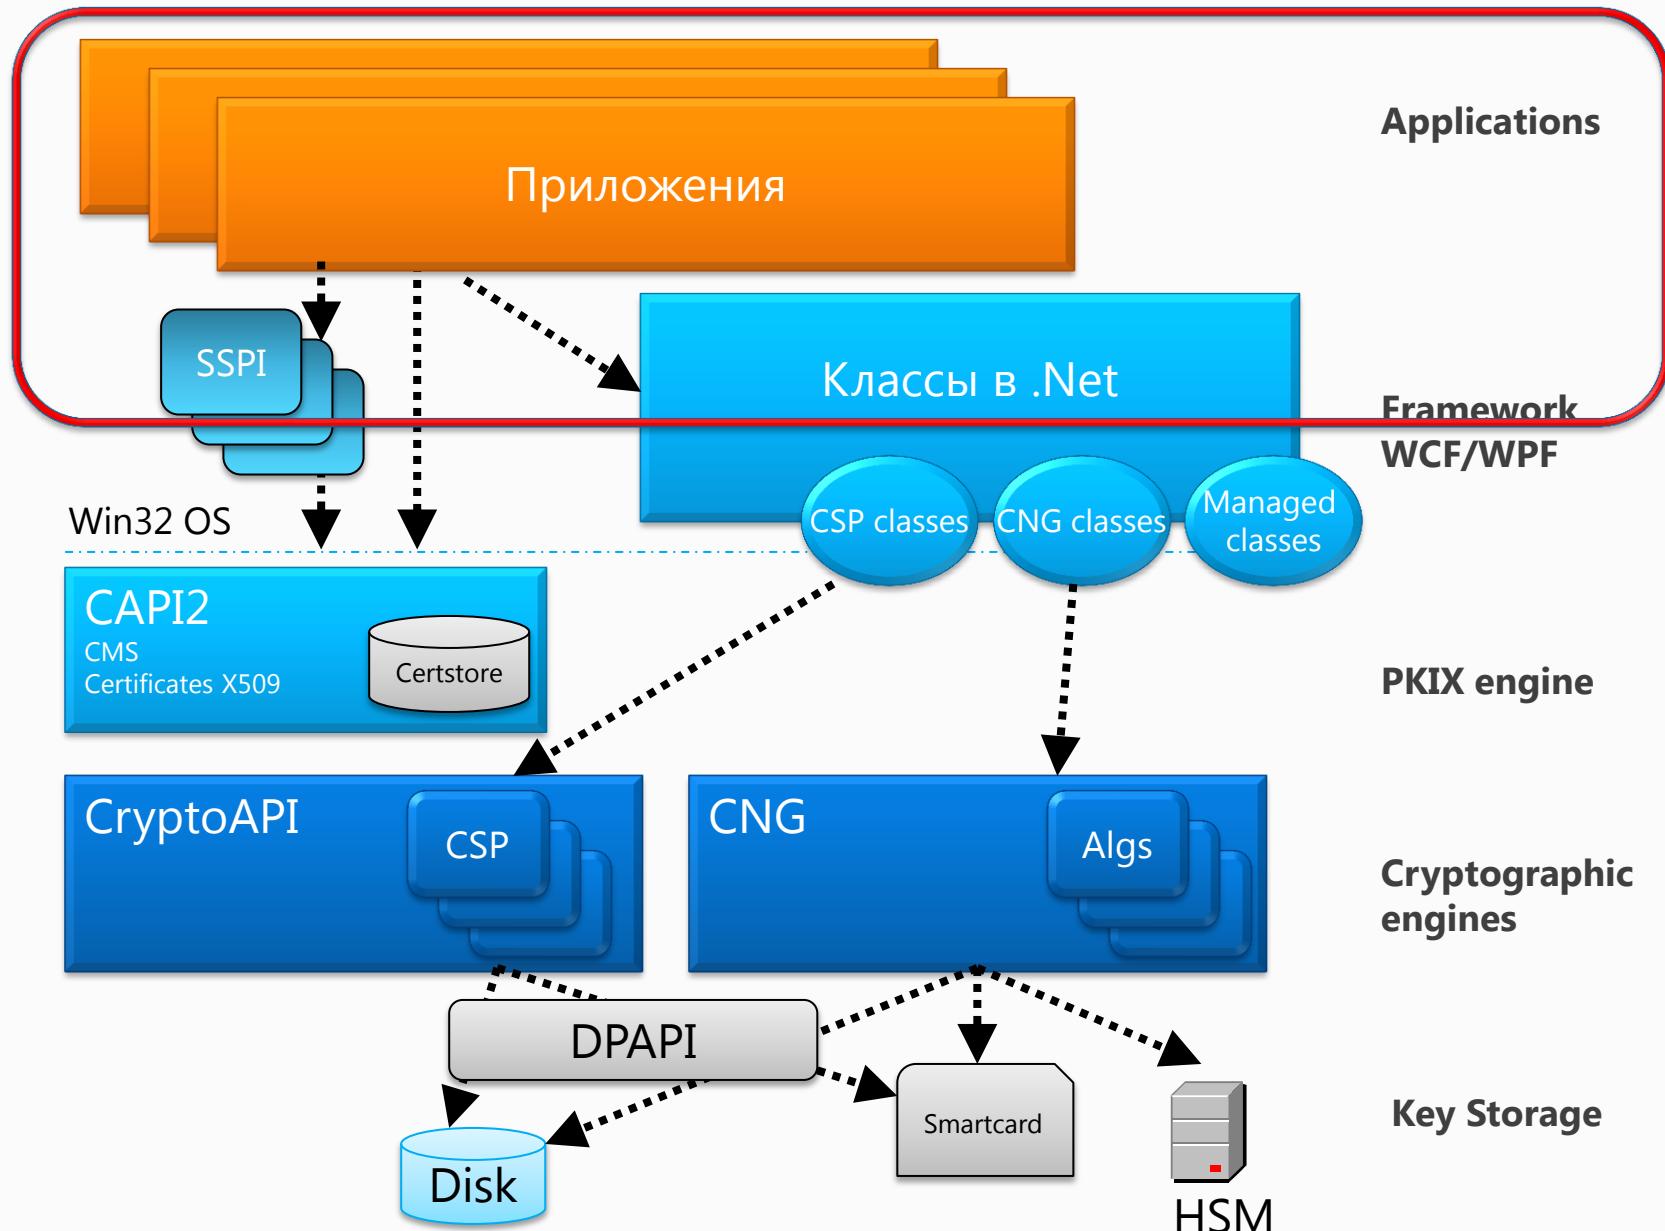 Applications
Приложения
SSPI
Классы в .Net
Framework
WCF/WPF
Win32 OS
CSP classes
CNG classes
Managed
classes
CAPI2
CMS
Certificates X509
Certstore
PKIX engine
CryptoAPI
CSP
CNG
Algs
Cryptographic
engines
DPAPI
Smartcard
Key Storage
Disk
HSM